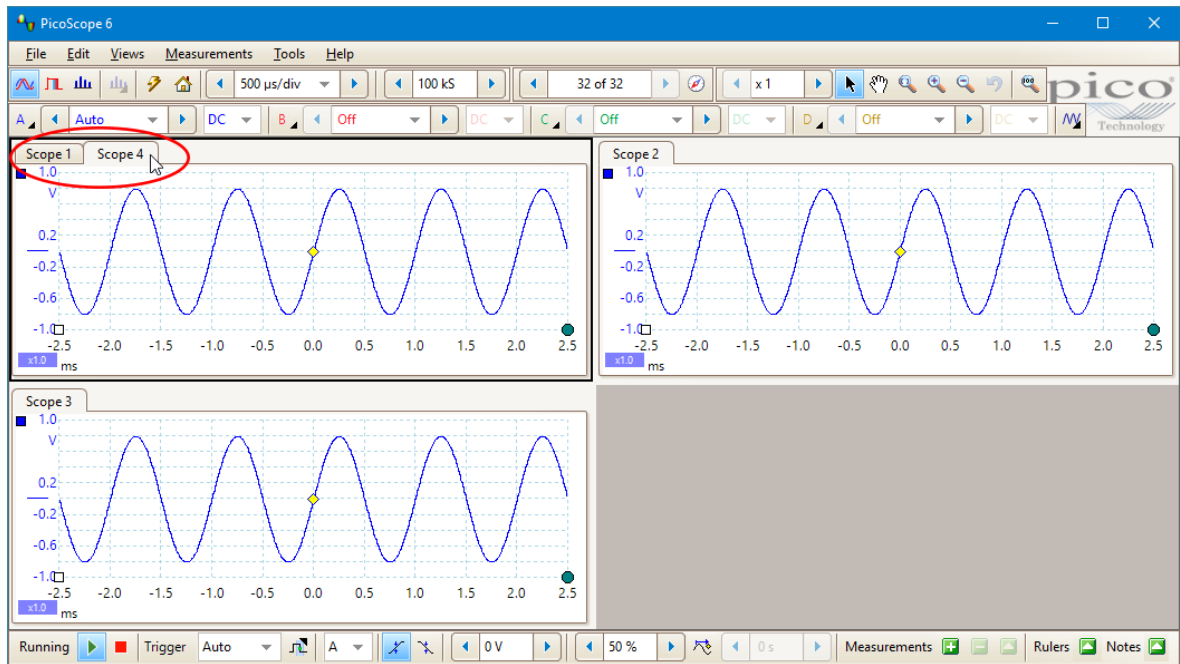 PicoScope 6
File Edit Views Measurements Tools Help
500 µs/div 100 kS 32 of 32 x 1
pico
Technology
A Auto DC B Off DC C Off DC D Off DC
Scope 1 Scope 4
1.0
V
0.2
-0.2
-0.6
-1.0
-2.5 -2.0 -1.5 -1.0 -0.5 0.0 0.5 1.0 1.5 2.0 2.5
x1.0 ms
Scope 2
1.0
V
0.2
-0.2
-0.6
-1.0
-2.5 -2.0 -1.5 -1.0 -0.5 0.0 0.5 1.0 1.5 2.0 2.5
x1.0 ms
Scope 3
1.0
V
0.2
-0.2
-0.6
-1.0
-2.5 -2.0 -1.5 -1.0 -0.5 0.0 0.5 1.0 1.5 2.0 2.5
x1.0 ms
Running Trigger Auto A 0 V 50 % 0 s Measurements Rulers Notes